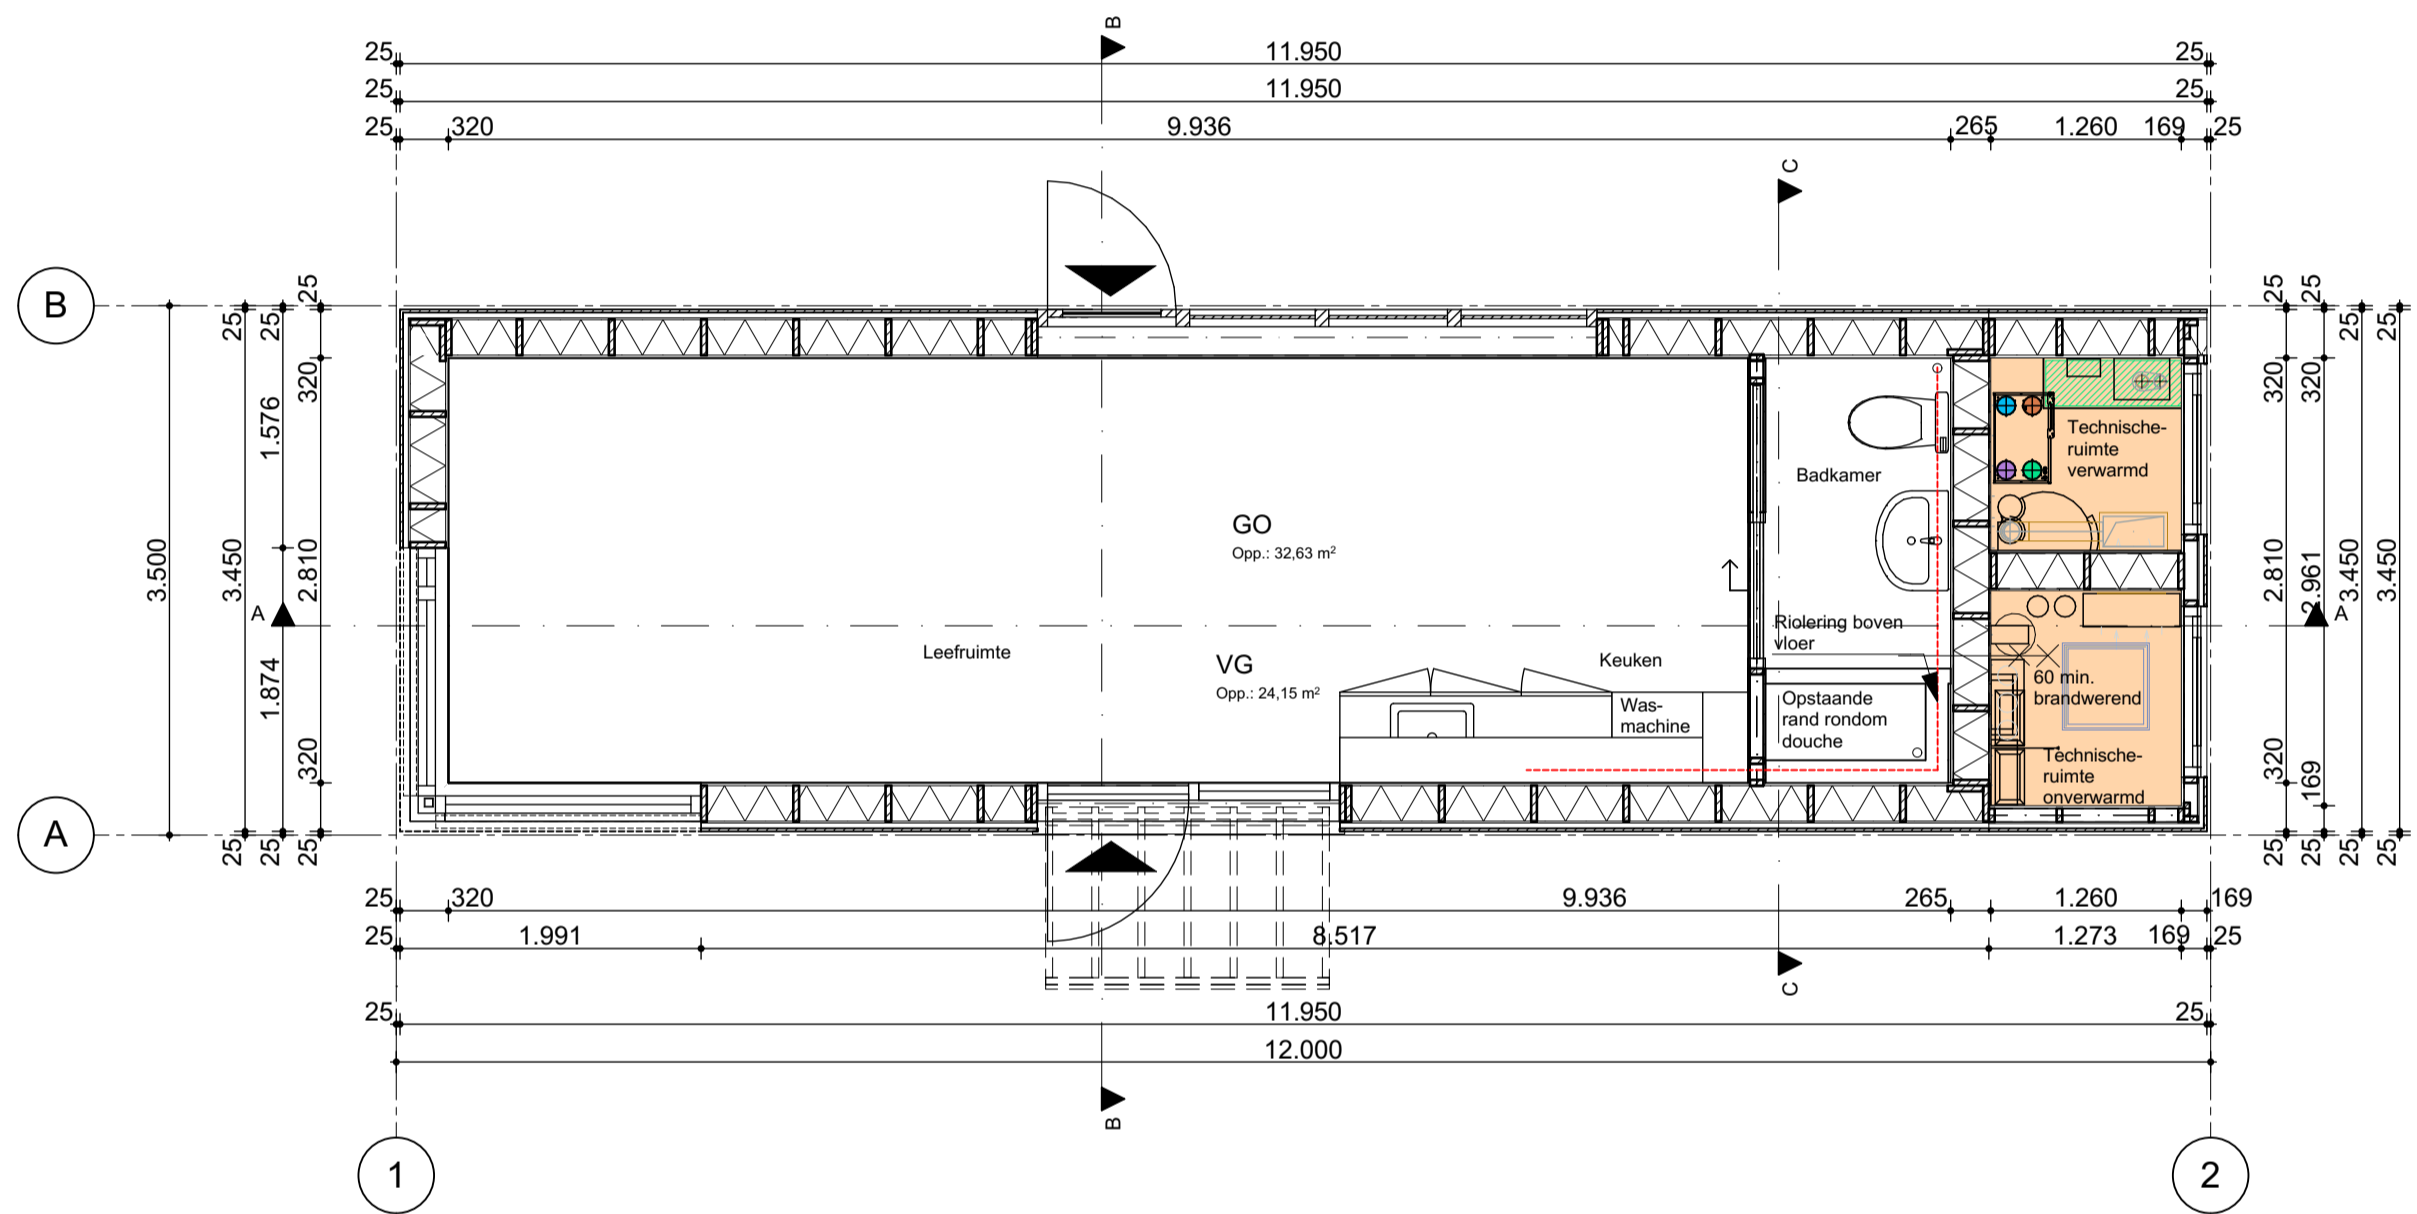 B
25 11.950 25
25 11.950 25
25 320 9.936 265 1.260 169 25
C
B
25 25 25
25 25 25 25
320 320 320
1.576
Technische-
ruimte
verwarmd
Badkamer
GO
Opp.: 32,63 m²
3.500 3.450 2.810
2.810 2.961 3.450 3.450
A A
Riolering boven
vloer
Leefruimte
VG
Opp.: 24,15 m²
Keuken
1.874
60 min.
brandwerend
Was-
machine
Opstaande
rand rondom
douche
320 320 169
Technische-
ruimte
onverwarmd
A
25 25 25
25 25 25 25
25 320 9.936 265 1.260 169
25 1.991 8.517 1.273 169 25
C
25 11.950 25
12.000
B
1 2